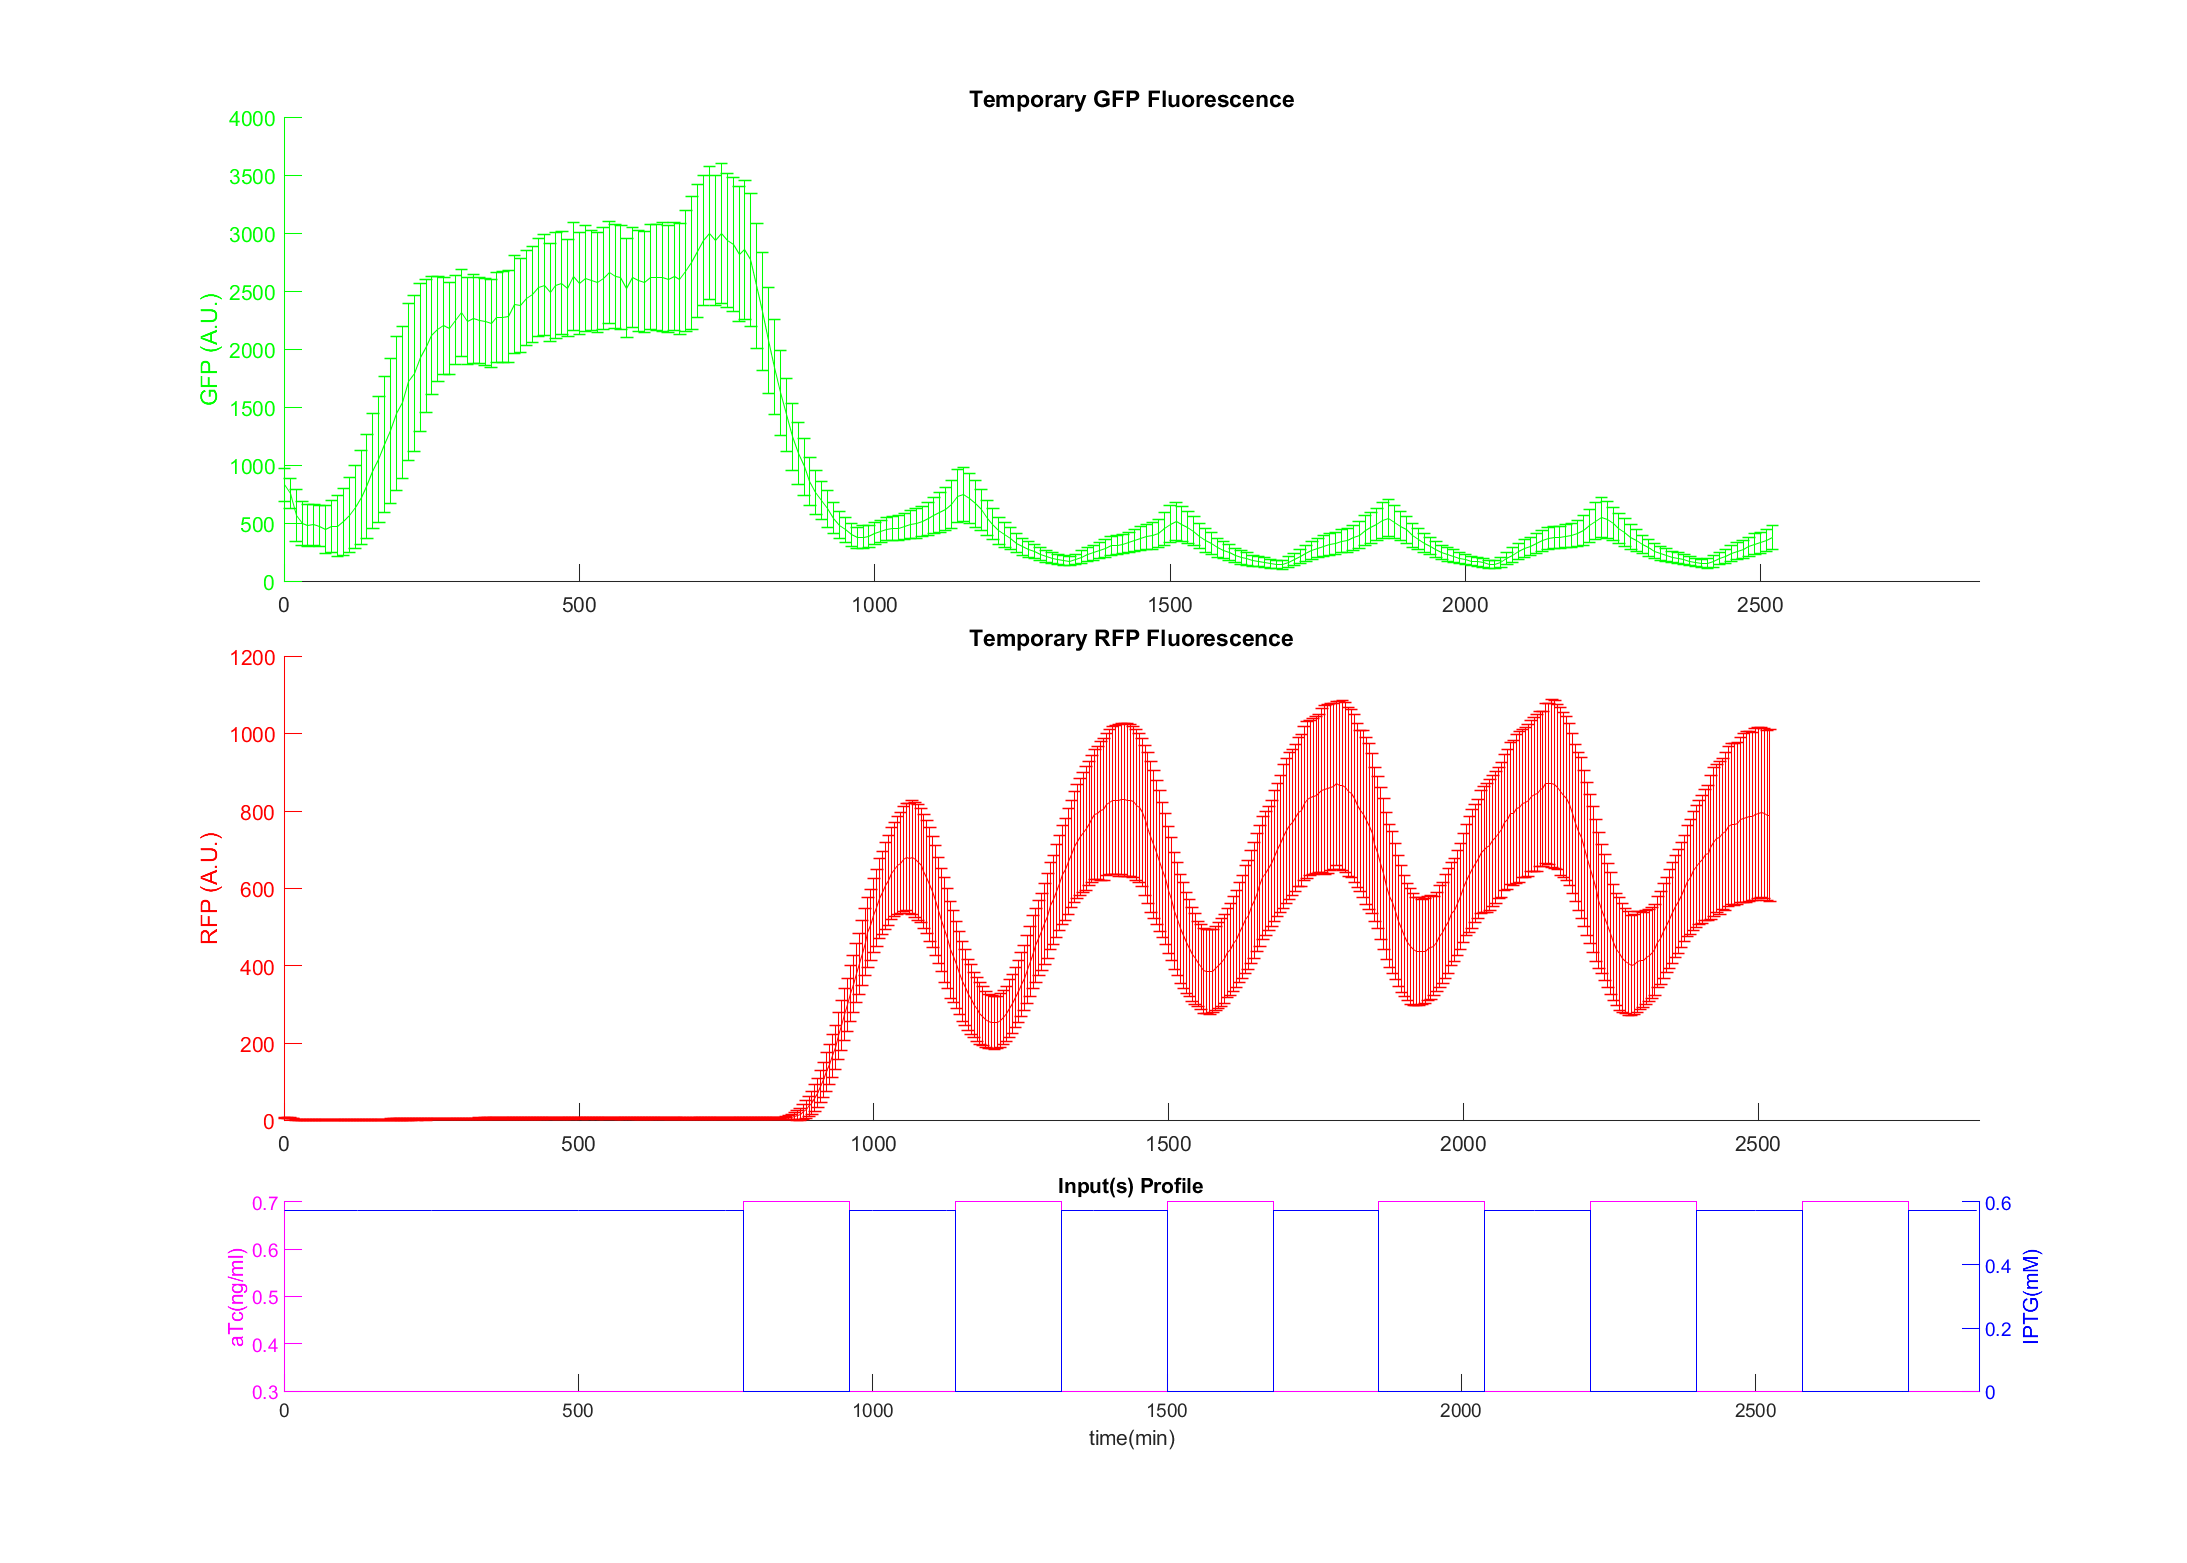 Temporary GFP Fluorescence
4000
3500
3000
2500
2000
1500
1000
500
0
GFP (A.U.)
0 500 1000 1500 2000 2500
Temporary RFP Fluorescence
1200
1000
800
600
400
200
0
RFP (A.U.)
0 500 1000 1500 2000 2500
Input(s) Profile
0.7
0.6
0.5
0.4
0.3
aTc(ng/ml)
0.6
0.4
0.2
0
IPTG(mM)
0 500 1000 1500 2000 2500
time(min)